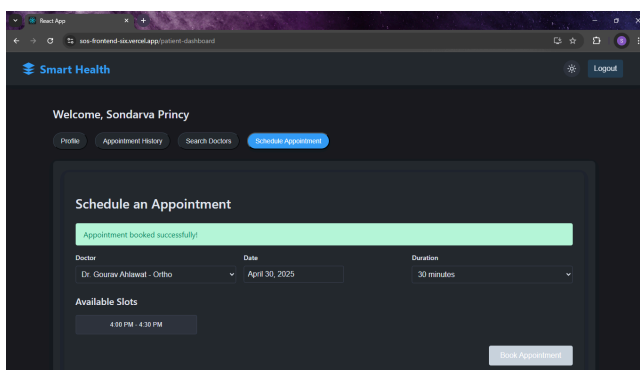 React App
sos-frontend-six.vercel.app/patient-dashboard
S
Smart Health
Logout
Welcome, Sondarva Princy
Profile
Appointment History
Search Doctors
Schedule Appointment
Schedule an Appointment
Appointment booked successfully!
Doctor
Date
Duration
Dr. Gourav Ahlawat - Ortho
April 30, 2025
30 minutes
Available Slots
4:00 PM - 4:30 PM
Book Appointment